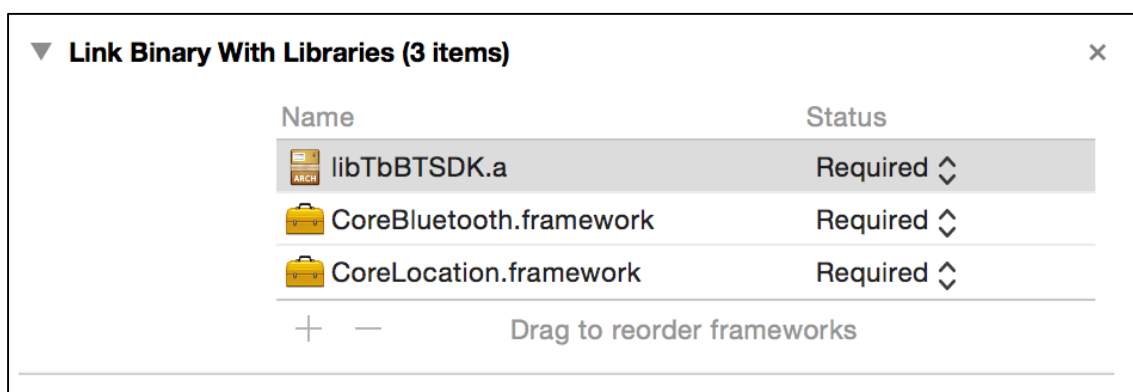 Link Binary With Libraries (3 items)
Name Status
ARCH libTbBTSDK.a Required
CoreBluetooth.framework Required
CoreLocation.framework Required
Drag to reorder frameworks